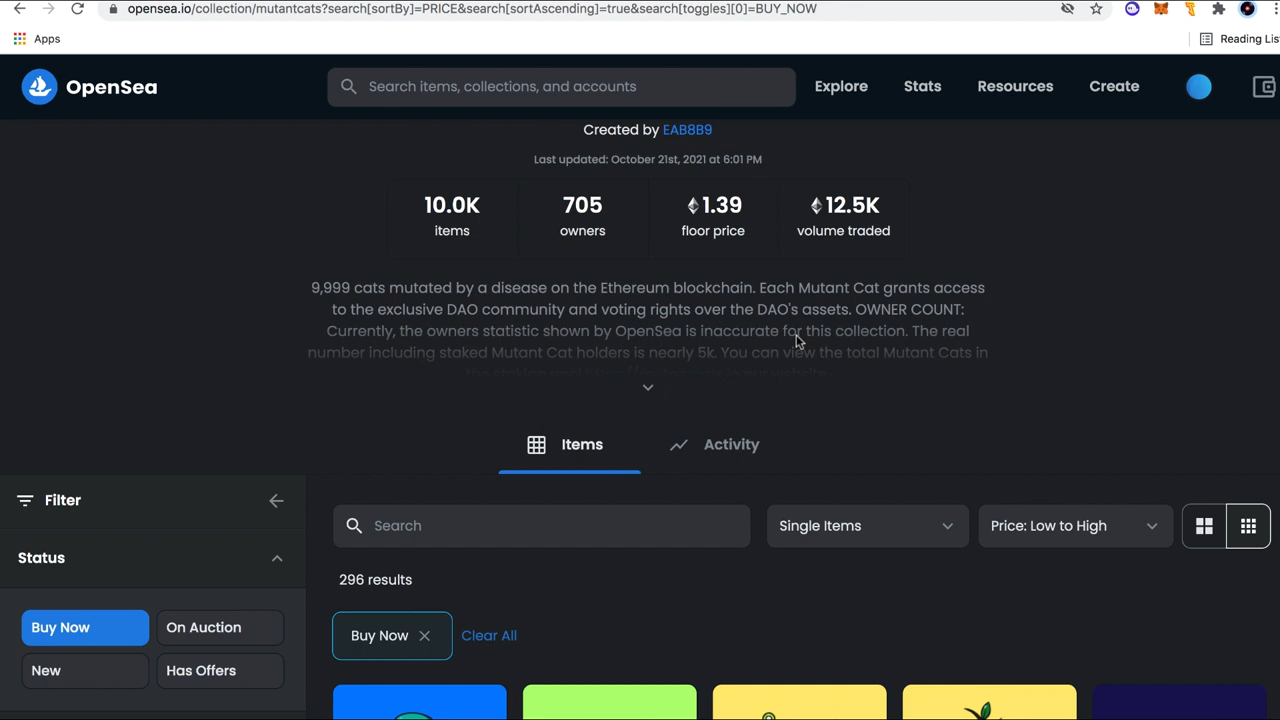 opensea.io/collection/mutantcats?search[sortBy]=PRICE&search[sortAscending]=true&search[toggles][0]=BUY_NOW
Apps
Reading Lis
OpenSea
Search items, collections, and accounts
Explore
Stats
Resources
Create
Created by EAB8B9
Last updated: October 21st, 2021 at 6:01 PM
10.0K
items
705
owners
1.39
floor price
12.5K
volume traded
9,999 cats mutated by a disease on the Ethereum blockchain. Each Mutant Cat grants access
to the exclusive DAO community and voting rights over the DAO's assets. OWNER COUNT:
Currently, the owners statistic shown by OpenSea is inaccurate for this collection. The real
number including staked Mutant Cat holders is nearly 5k. You can view the total Mutant Cats in
Items
Activity
Filter
Search
Single Items
Price: Low to High
Status
296 results
Buy Now
On Auction
New
Has Offers
Buy Now
Clear All